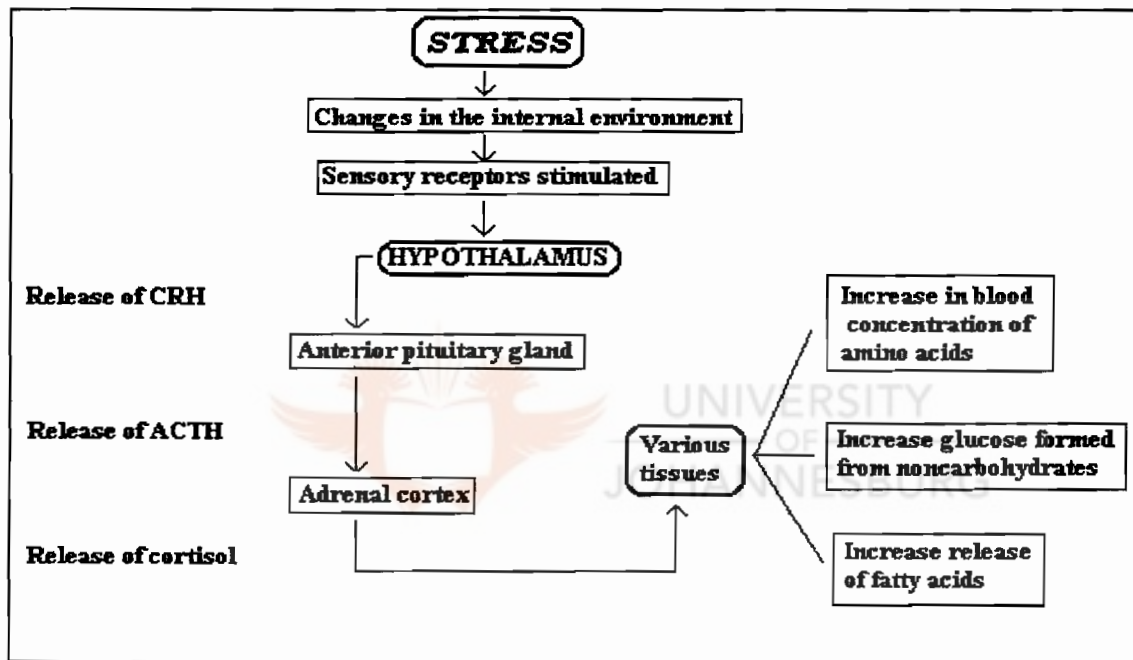 STRESS
Changes in the internal environment
Sensory receptors stimulated
HYPOTHALAMUS
Release of CRH
Anterior pituitary gland
Release of ACTH
Adrenal cortex
Release of cortisol
Various
tissues
Increase in blood
concentration of
amino acids
Increase glucose formed
from noncarbohydrates
Increase release
of fatty acids
UNIVERSITY
OF
JOHANNESBURG